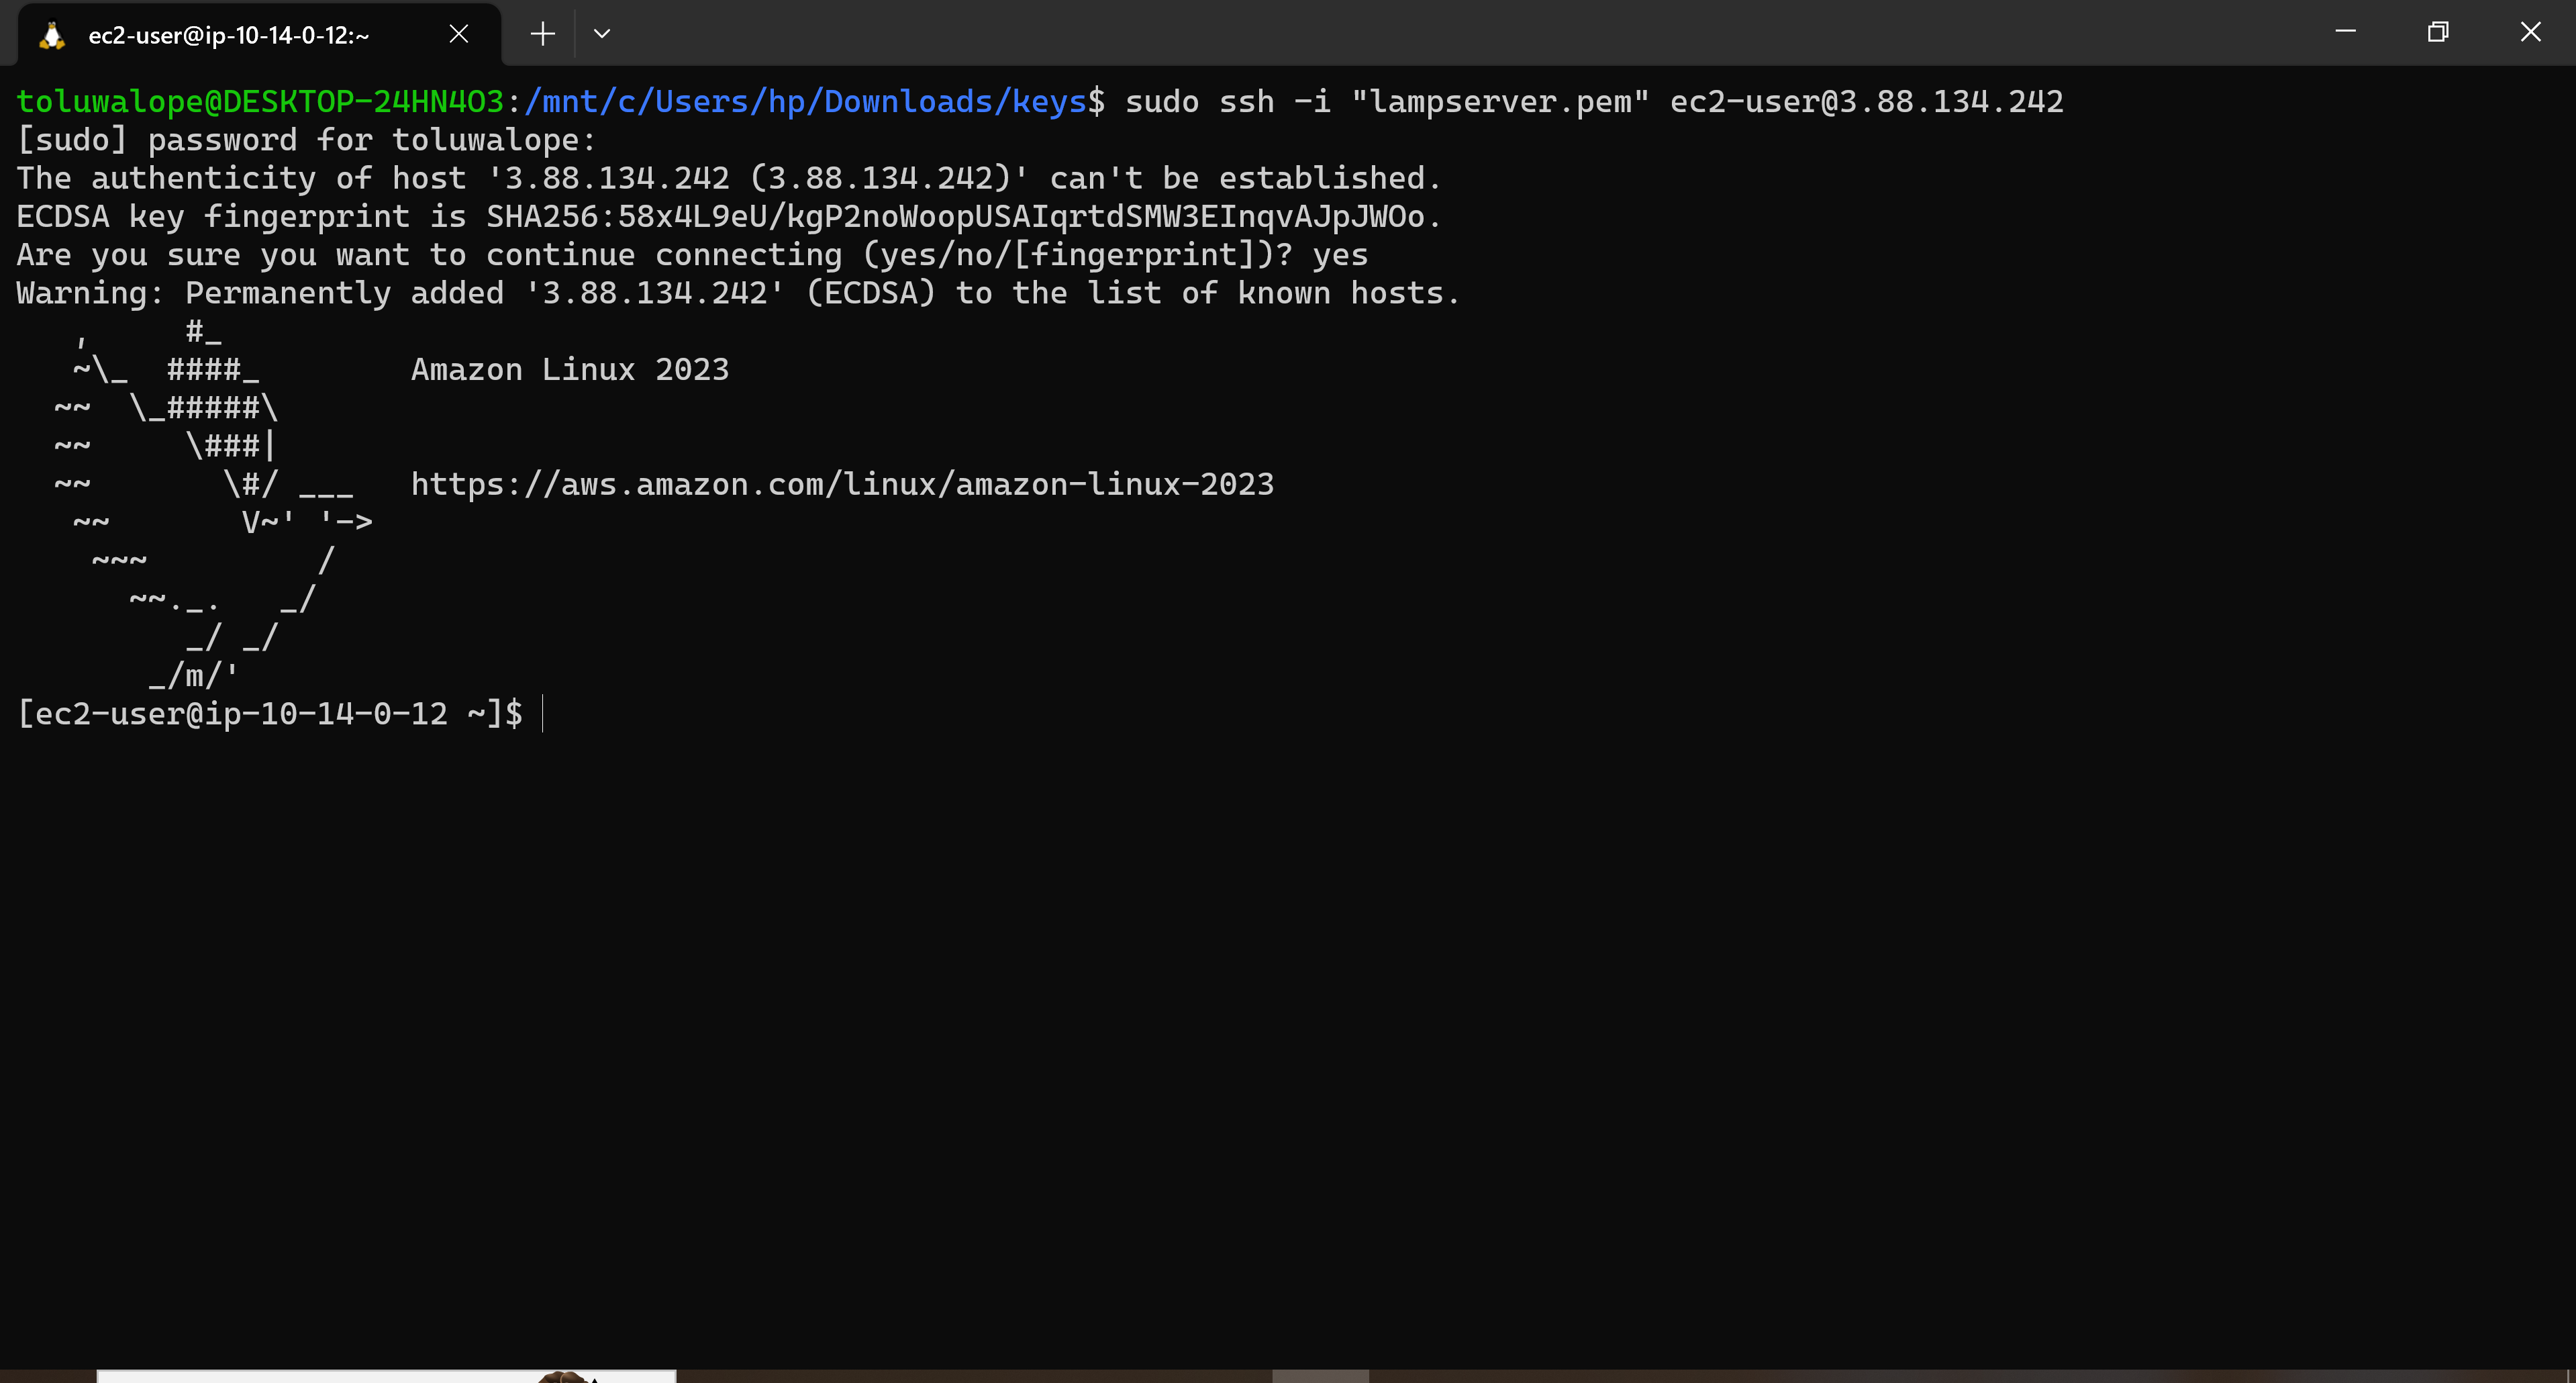 ec2-user@ip-10-14-0-12:~
toluwalope@DESKTOP-24HN4O3:/mnt/c/Users/hp/Downloads/keys$ sudo ssh -i "lampserver.pem" ec2-user@3.88.134.242
[sudo] password for toluwalope:
The authenticity of host '3.88.134.242 (3.88.134.242)' can't be established.
ECDSA key fingerprint is SHA256:58x4L9eU/kgP2noWoopUSAIqrtdSMW3EInqvAJpJWOo.
Are you sure you want to continue connecting (yes/no/[fingerprint])? yes
Warning: Permanently added '3.88.134.242' (ECDSA) to the list of known hosts.
   ,     #_
   ~\_  ####_        Amazon Linux 2023
  ~~  \_#####\
  ~~     \###|
  ~~       \#/ ___   https://aws.amazon.com/linux/amazon-linux-2023
   ~~       V~' '->
    ~~~         /
      ~~._.   _/
         _/ _/
       _/m/'
[ec2-user@ip-10-14-0-12 ~]$